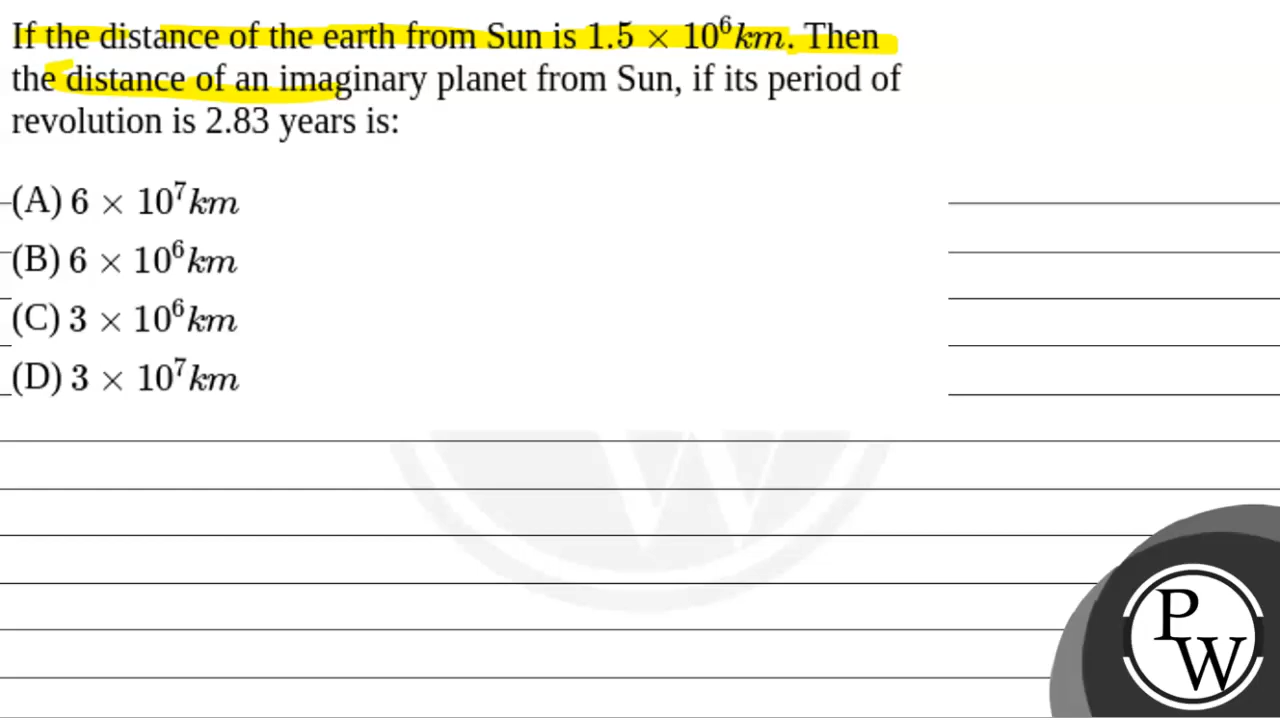 If the distance of the earth from Sun is 1.5 × 10⁶km. Then
the distance of an imaginary planet from Sun, if its period of
revolution is 2.83 years is:
(A) 6 × 10⁷km
(B) 6 × 10⁶km
(C) 3 × 10⁶km
(D) 3 × 10⁷km
W
P
W